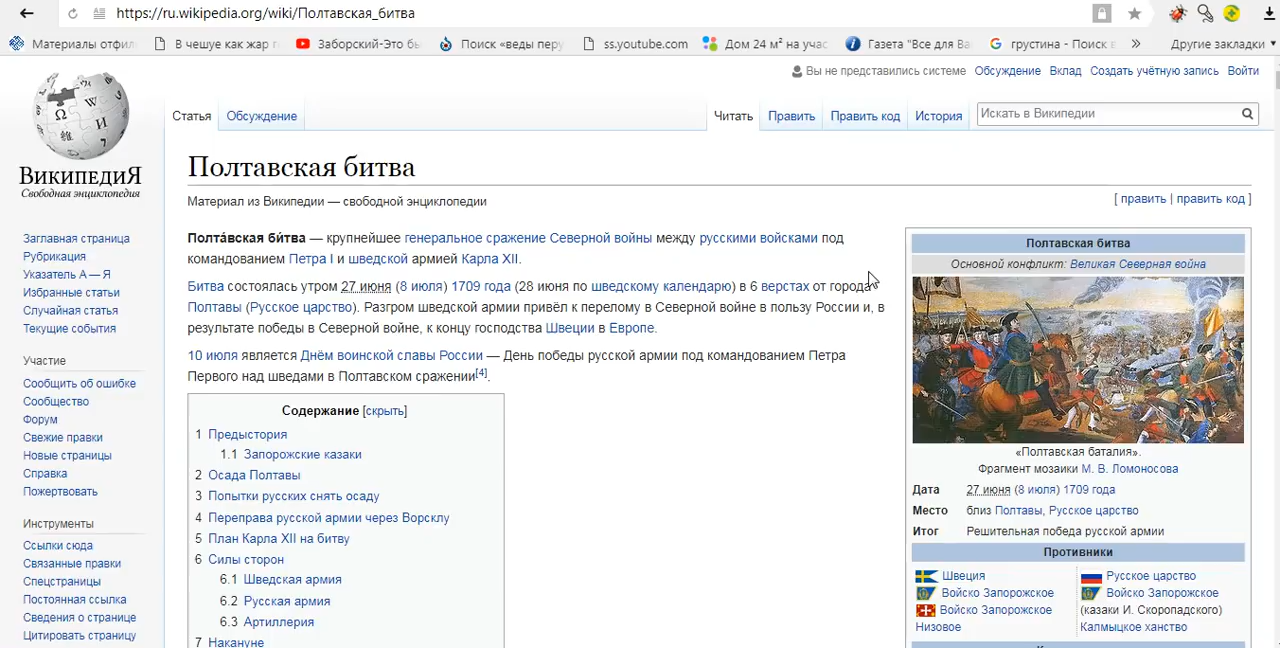 https://ru.wikipedia.org/wiki/Полтавская_битва
Материалы отфил
В чешуе как жар г
Заборский-Это бы
Поиск «веды перу
ss.youtube.com
Дом 24 м² на учас
Газета "Все для Ва
грустина - Поиск в
»
Другие закладки
Вы не представились системе
Обсуждение
Вклад
Создать учётную запись
Войти
Статья
Обсуждение
Читать
Править
Править код
История
Искать в Википедии
ВИКИПЕДИЯ
Свободная энциклопедия
Заглавная страница
Рубрикация
Указатель А — Я
Избранные статьи
Случайная статья
Текущие события
Участие
Сообщить об ошибке
Сообщество
Форум
Свежие правки
Новые страницы
Справка
Пожертвовать
Инструменты
Ссылки сюда
Связанные правки
Спецстраницы
Постоянная ссылка
Сведения о странице
Цитировать страницу
Полтавская битва
Материал из Википедии — свободной энциклопедии
[ править | править код ]
Полта́вская би́тва — крупнейшее генеральное сражение Северной войны между русскими войсками под
командованием Петра I и шведской армией Карла XII.
Битва состоялась утром 27 июня (8 июля) 1709 года (28 июня по шведскому календарю) в 6 верстах от города
Полтавы (Русское царство). Разгром шведской армии привёл к перелому в Северной войне в пользу России и, в
результате победы в Северной войне, к концу господства Швеции в Европе.
10 июля является Днём воинской славы России — День победы русской армии под командованием Петра
Первого над шведами в Полтавском сражении[4].
Содержание [скрыть]
1 Предыстория
1.1 Запорожские казаки
2 Осада Полтавы
3 Попытки русских снять осаду
4 Переправа русской армии через Ворсклу
5 План Карла XII на битву
6 Силы сторон
6.1 Шведская армия
6.2 Русская армия
6.3 Артиллерия
7 Накануне
Полтавская битва
Основной конфликт: Великая Северная война
«Полтавская баталия».
Фрагмент мозаики М. В. Ломоносова
Дата 27 июня (8 июля) 1709 года
Место близ Полтавы, Русское царство
Итог Решительная победа русской армии
Противники
Швеция
Войско Запорожское
Войско Запорожское
Низовое
Русское царство
Войско Запорожское
(казаки И. Скоропадского)
Калмыцкое ханство